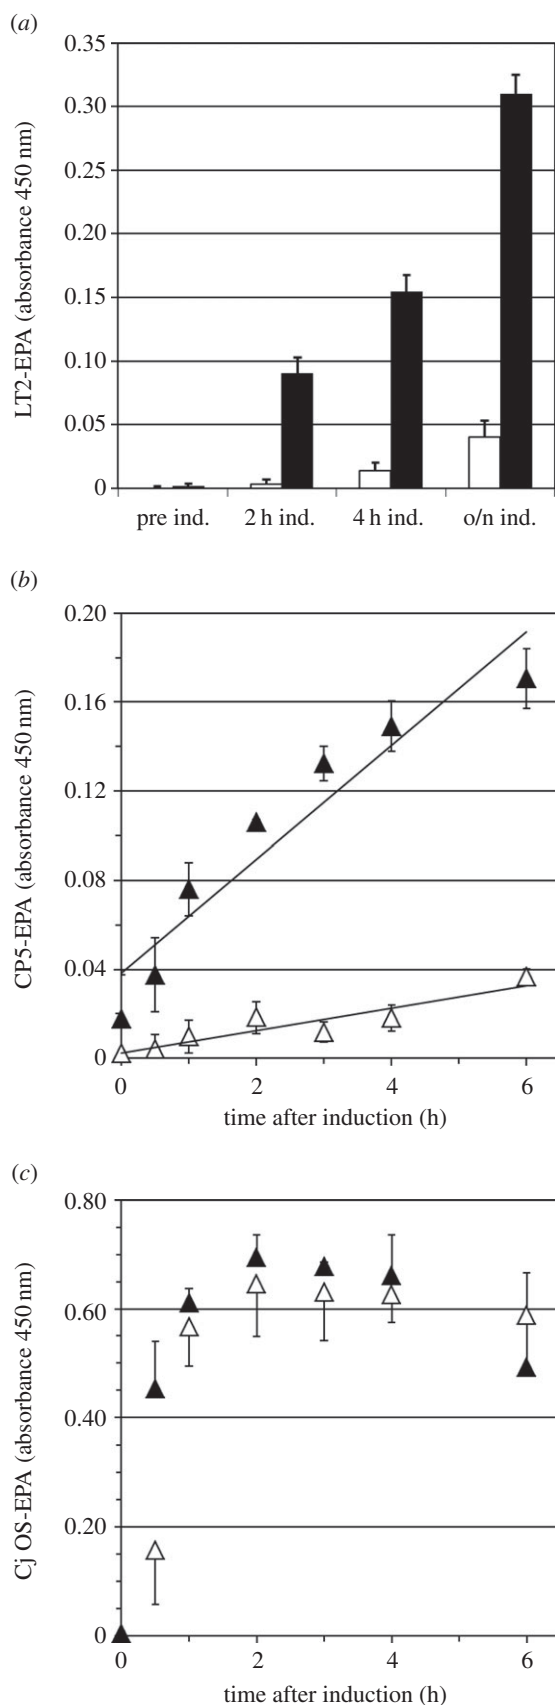 (a)
LT2-EPA (absorbance 450 nm)
0.35
0.30
0.25
0.20
0.15
0.10
0.05
0
pre ind. 2 h ind. 4 h ind. o/n ind.
(b)
CP5-EPA (absorbance 450 nm)
0.20
0.16
0.12
0.08
0.04
0
0 2 4 6
time after induction (h)
(c)
Cj OS-EPA (absorbance 450 nm)
0.80
0.60
0.40
0.20
0
0 2 4 6
time after induction (h)